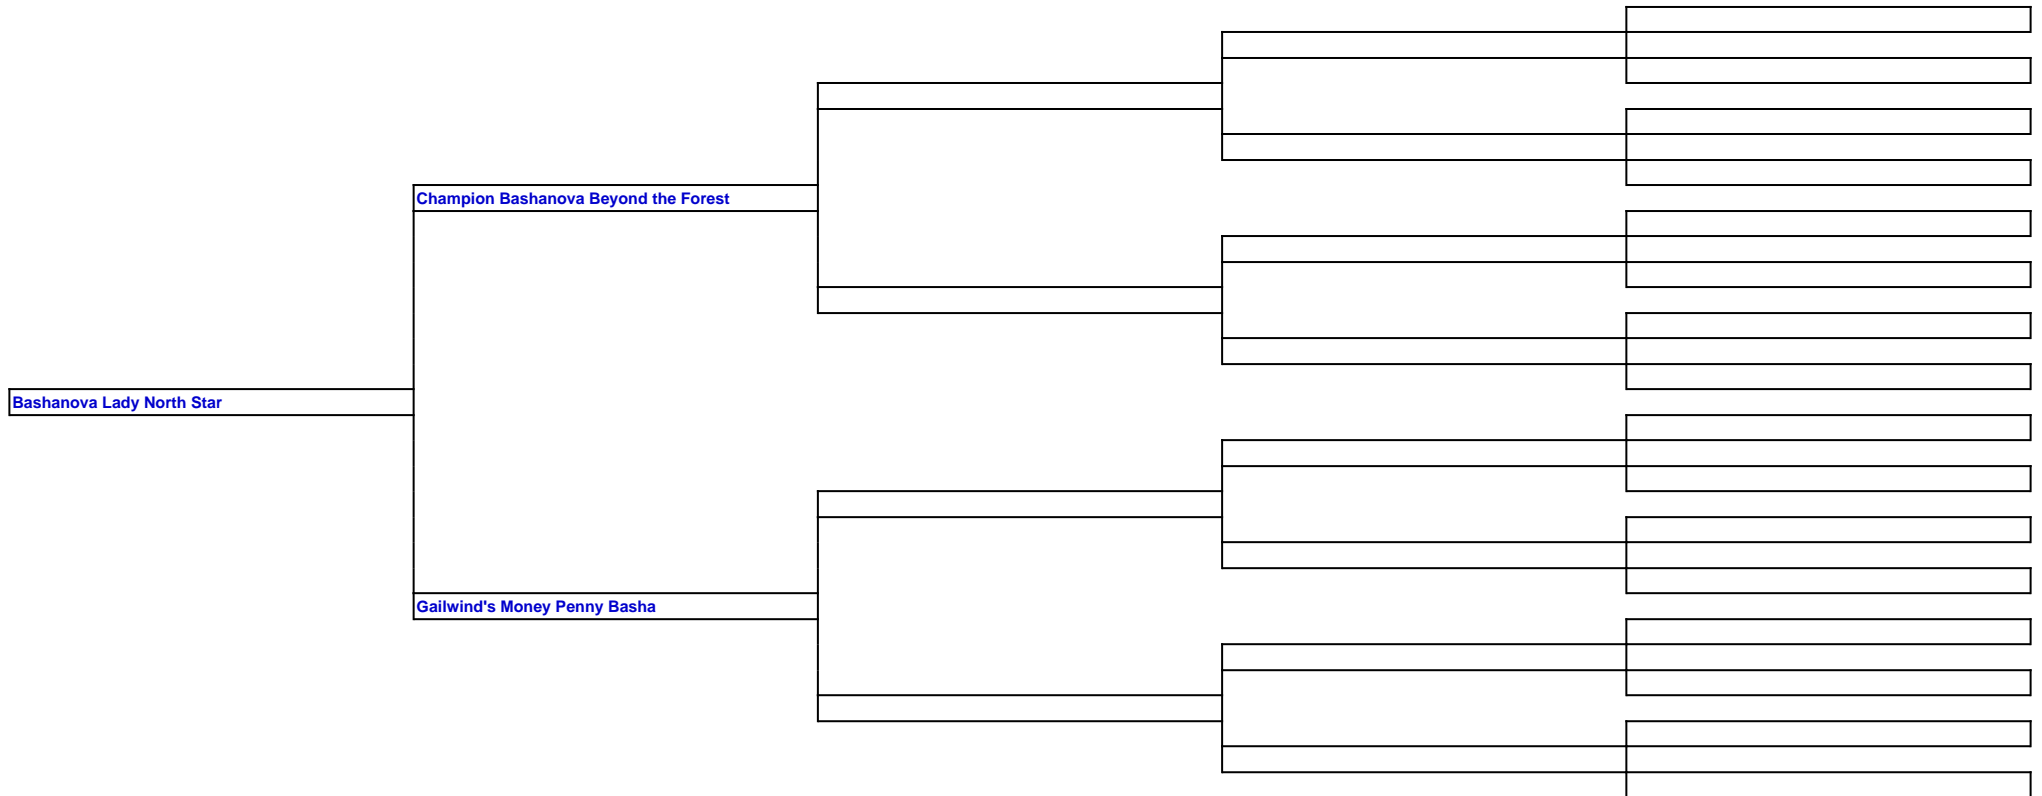 Champion Bashanova Beyond the Forest
Bashanova Lady North Star
Gailwind's Money Penny Basha